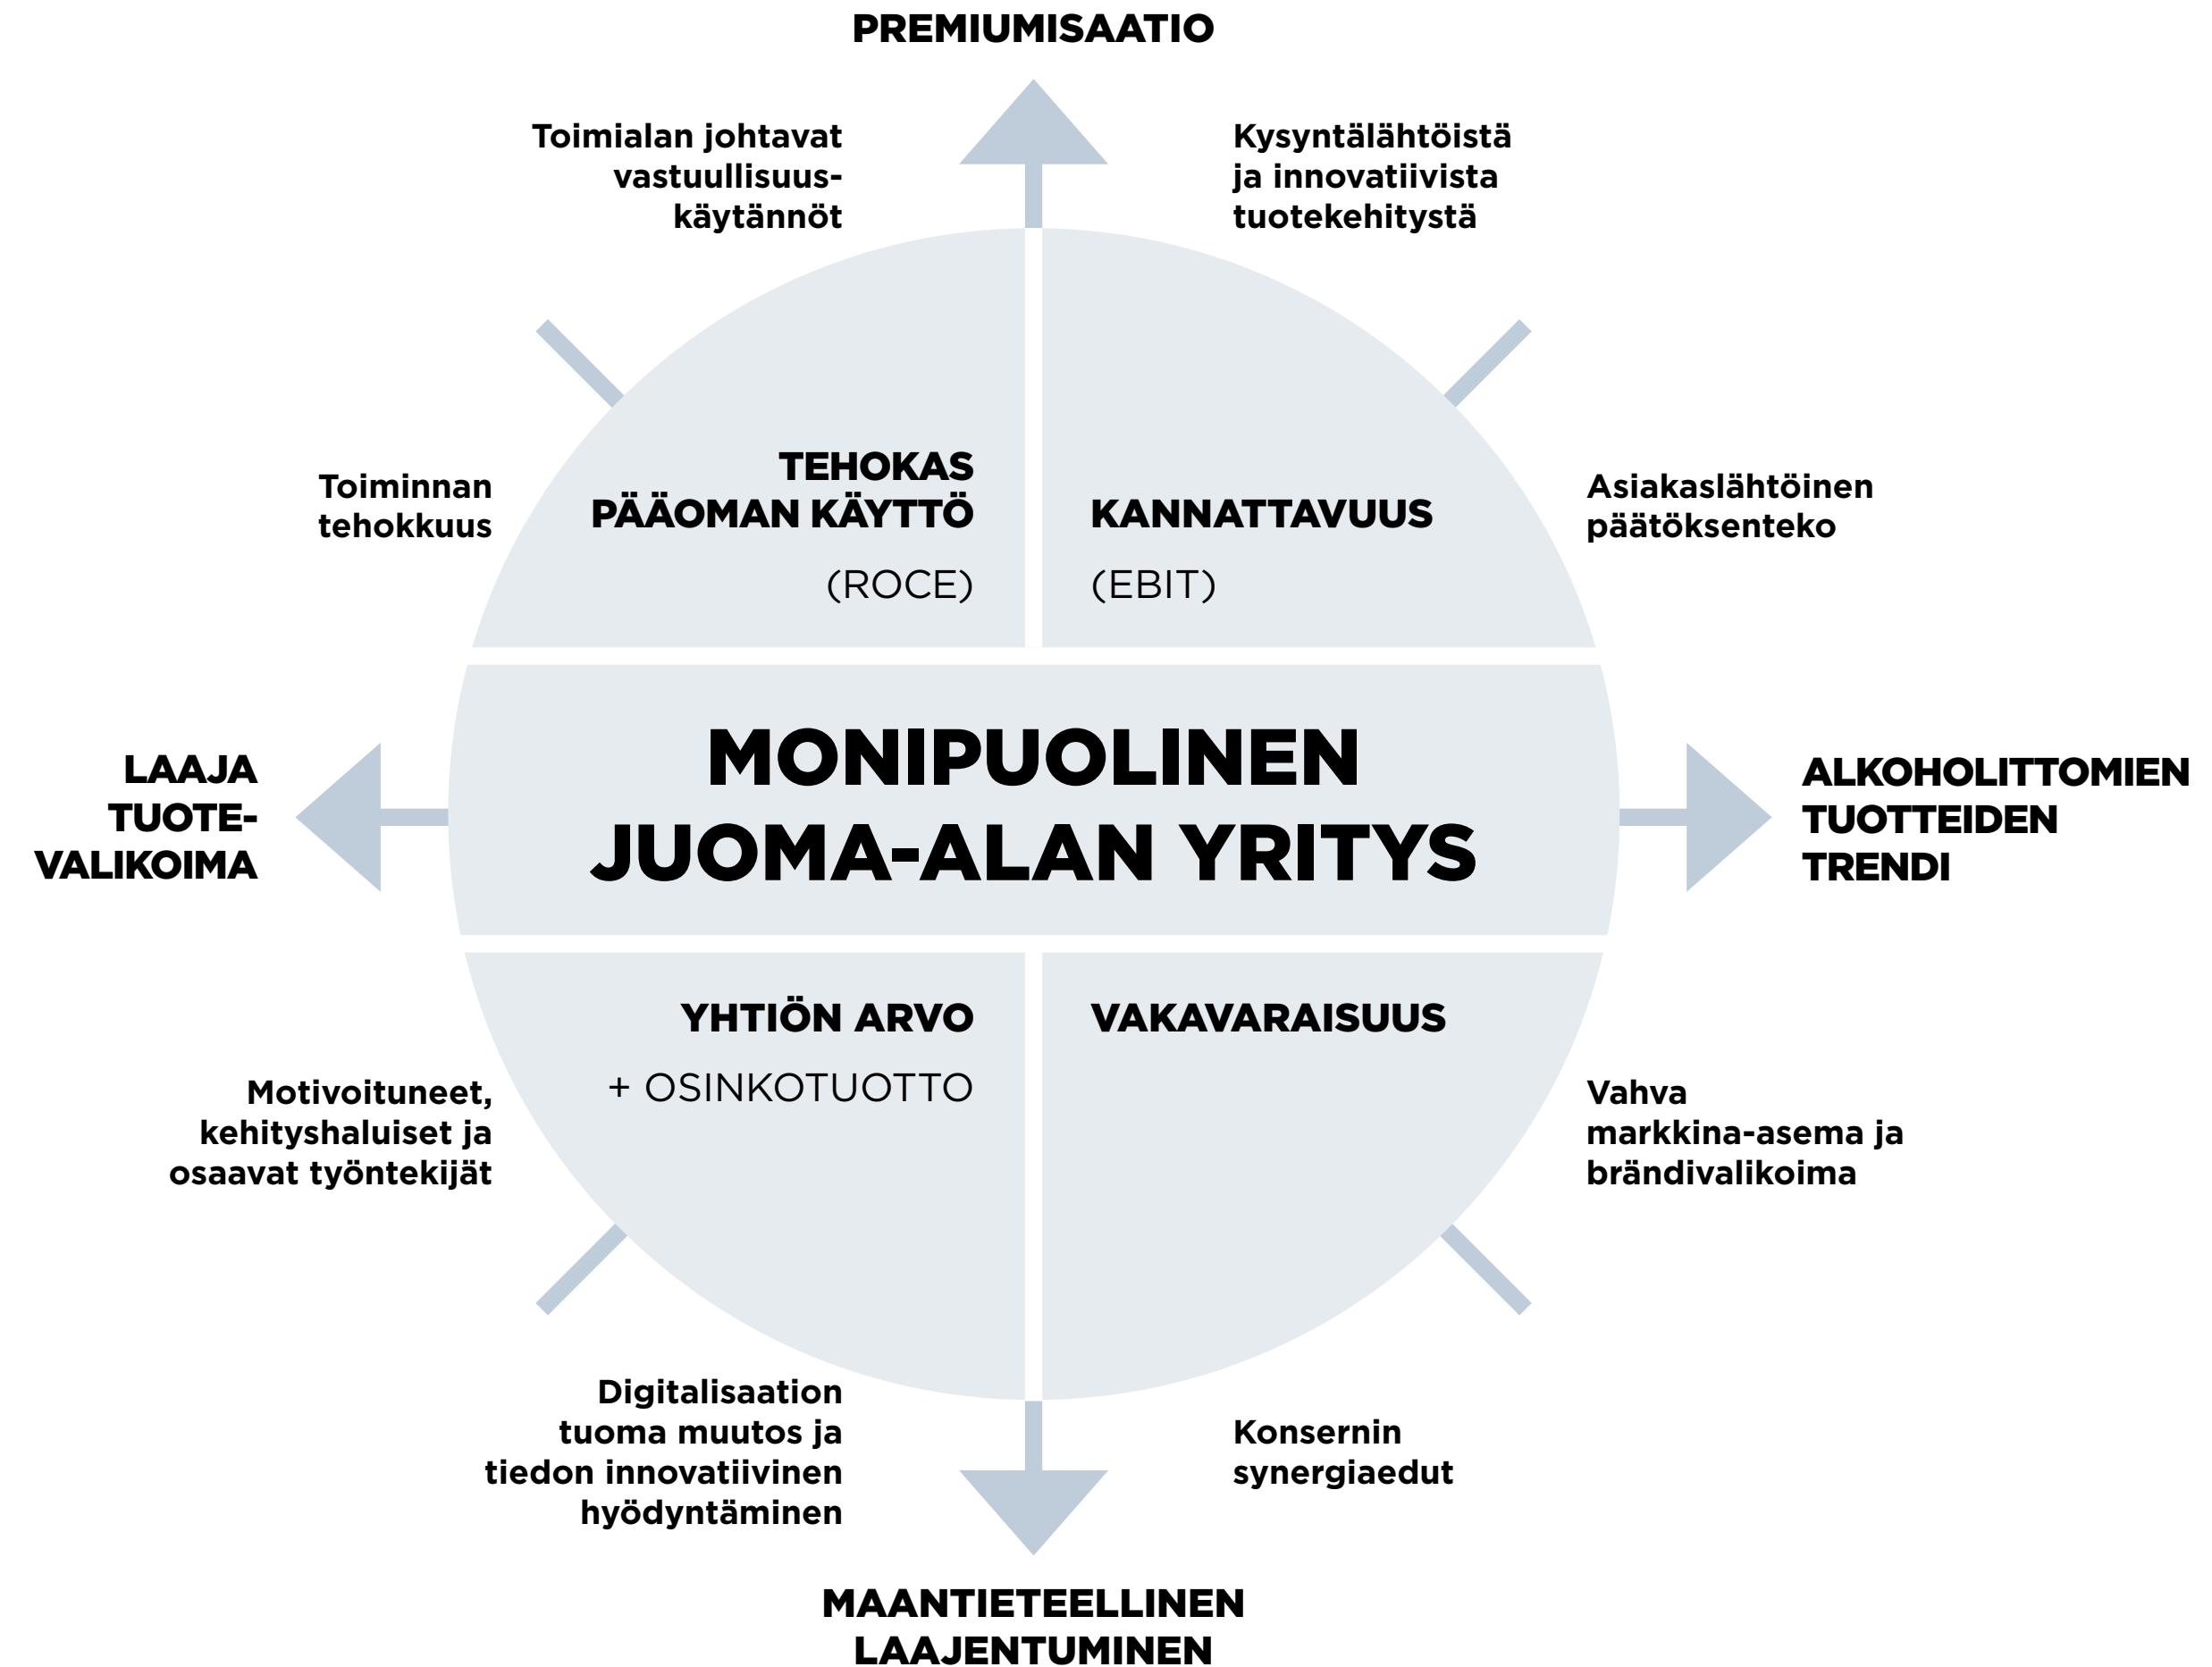 PREMIUMISAATIO
Toimialan johtavat
vastuullisuus-
käytännöt
Kysyntälähtöistä
ja innovatiivista
tuotekehitystä
Toiminnan
tehokkuus
TEHOKAS
PÄÄOMAN KÄYTTÖ
(ROCE)
KANNATTAVUUS
(EBIT)
Asiakaslähtöinen
päätöksenteko
LAAJA
TUOTE-
VALIKOIMA
MONIPUOLINEN
JUOMA-ALAN YRITYS
ALKOHOLITTOMIEN
TUOTTEIDEN
TRENDI
YHTIÖN ARVO
+ OSINKOTUOTTO
VAKAVARAISUUS
Motivoituneet,
kehityshaluiset ja
osaavat työntekijät
Vahva
markkina-asema ja
brändivalikoima
Digitalisaation
tuoma muutos ja
tiedon innovatiivinen
hyödyntäminen
Konsernin
synergiaedut
MAANTIETEELLINEN
LAAJENTUMINEN